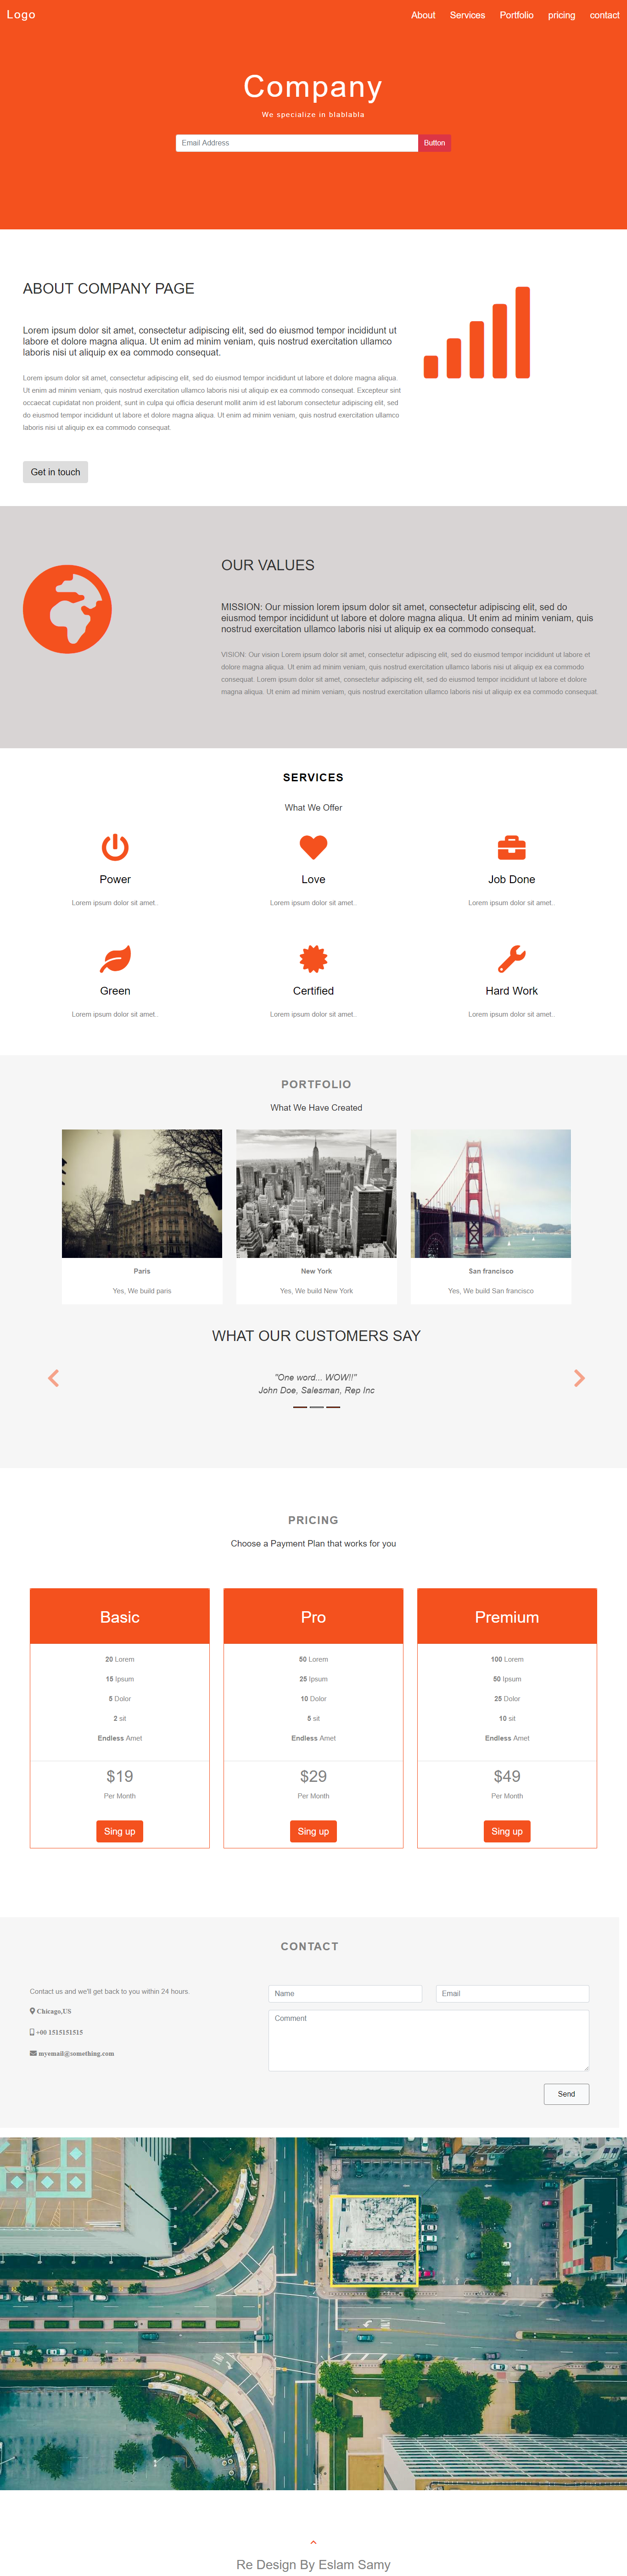 Logo
About Services Portfolio pricing contact
Company
We specialize in blablabla
Email Address Button
ABOUT COMPANY PAGE
Lorem ipsum dolor sit amet, consectetur adipiscing elit, sed do eiusmod tempor incididunt ut
labore et dolore magna aliqua. Ut enim ad minim veniam, quis nostrud exercitation ullamco
laboris nisi ut aliquip ex ea commodo consequat.
Lorem ipsum dolor sit amet, consectetur adipiscing elit, sed do eiusmod tempor incididunt ut labore et dolore magna aliqua.
Ut enim ad minim veniam, quis nostrud exercitation ullamco laboris nisi ut aliquip ex ea commodo consequat. Excepteur sint
occaecat cupidatat non proident, sunt in culpa qui officia deserunt mollit anim id est laborum consectetur adipiscing elit, sed
do eiusmod tempor incididunt ut labore et dolore magna aliqua. Ut enim ad minim veniam, quis nostrud exercitation ullamco
laboris nisi ut aliquip ex ea commodo consequat.
Get in touch
OUR VALUES
MISSION: Our mission lorem ipsum dolor sit amet, consectetur adipiscing elit, sed do
eiusmod tempor incididunt ut labore et dolore magna aliqua. Ut enim ad minim veniam, quis
nostrud exercitation ullamco laboris nisi ut aliquip ex ea commodo consequat.
VISION: Our vision Lorem ipsum dolor sit amet, consectetur adipiscing elit, sed do eiusmod tempor incididunt ut labore et
dolore magna aliqua. Ut enim ad minim veniam, quis nostrud exercitation ullamco laboris nisi ut aliquip ex ea commodo
consequat. Lorem ipsum dolor sit amet, consectetur adipiscing elit, sed do eiusmod tempor incididunt ut labore et dolore
magna aliqua. Ut enim ad minim veniam, quis nostrud exercitation ullamco laboris nisi ut aliquip ex ea commodo consequat.
SERVICES
What We Offer
Power Love Job Done
Lorem ipsum dolor sit amet.. Lorem ipsum dolor sit amet.. Lorem ipsum dolor sit amet..
Green Certified Hard Work
Lorem ipsum dolor sit amet.. Lorem ipsum dolor sit amet.. Lorem ipsum dolor sit amet..
PORTFOLIO
What We Have Created
Paris New York San francisco
Yes, We build paris Yes, We build New York Yes, We build San francisco
WHAT OUR CUSTOMERS SAY
"One word... WOW!!"
John Doe, Salesman, Rep Inc
PRICING
Choose a Payment Plan that works for you
Basic Pro Premium
20 Lorem 50 Lorem 100 Lorem
15 Ipsum 25 Ipsum 50 Ipsum
5 Dolor 10 Dolor 25 Dolor
2 sit 5 sit 10 sit
Endless Amet Endless Amet Endless Amet
$19 $29 $49
Per Month Per Month Per Month
Sing up Sing up Sing up
CONTACT
Contact us and we'll get back to you within 24 hours.
Chicago,US
+00 1515151515
myemail@something.com
Name Email
Comment
Send
Re Design By Eslam Samy